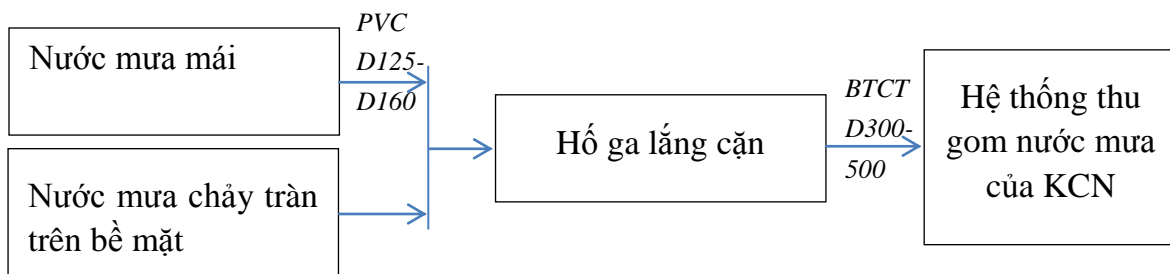 Nước mưa mái
PVC
D125-
D160
Nước mưa chảy tràn
trên bề mặt
Hố ga lắng cặn
BTCT
D300-
500
Hệ thống thu
gom nước mưa
của KCN